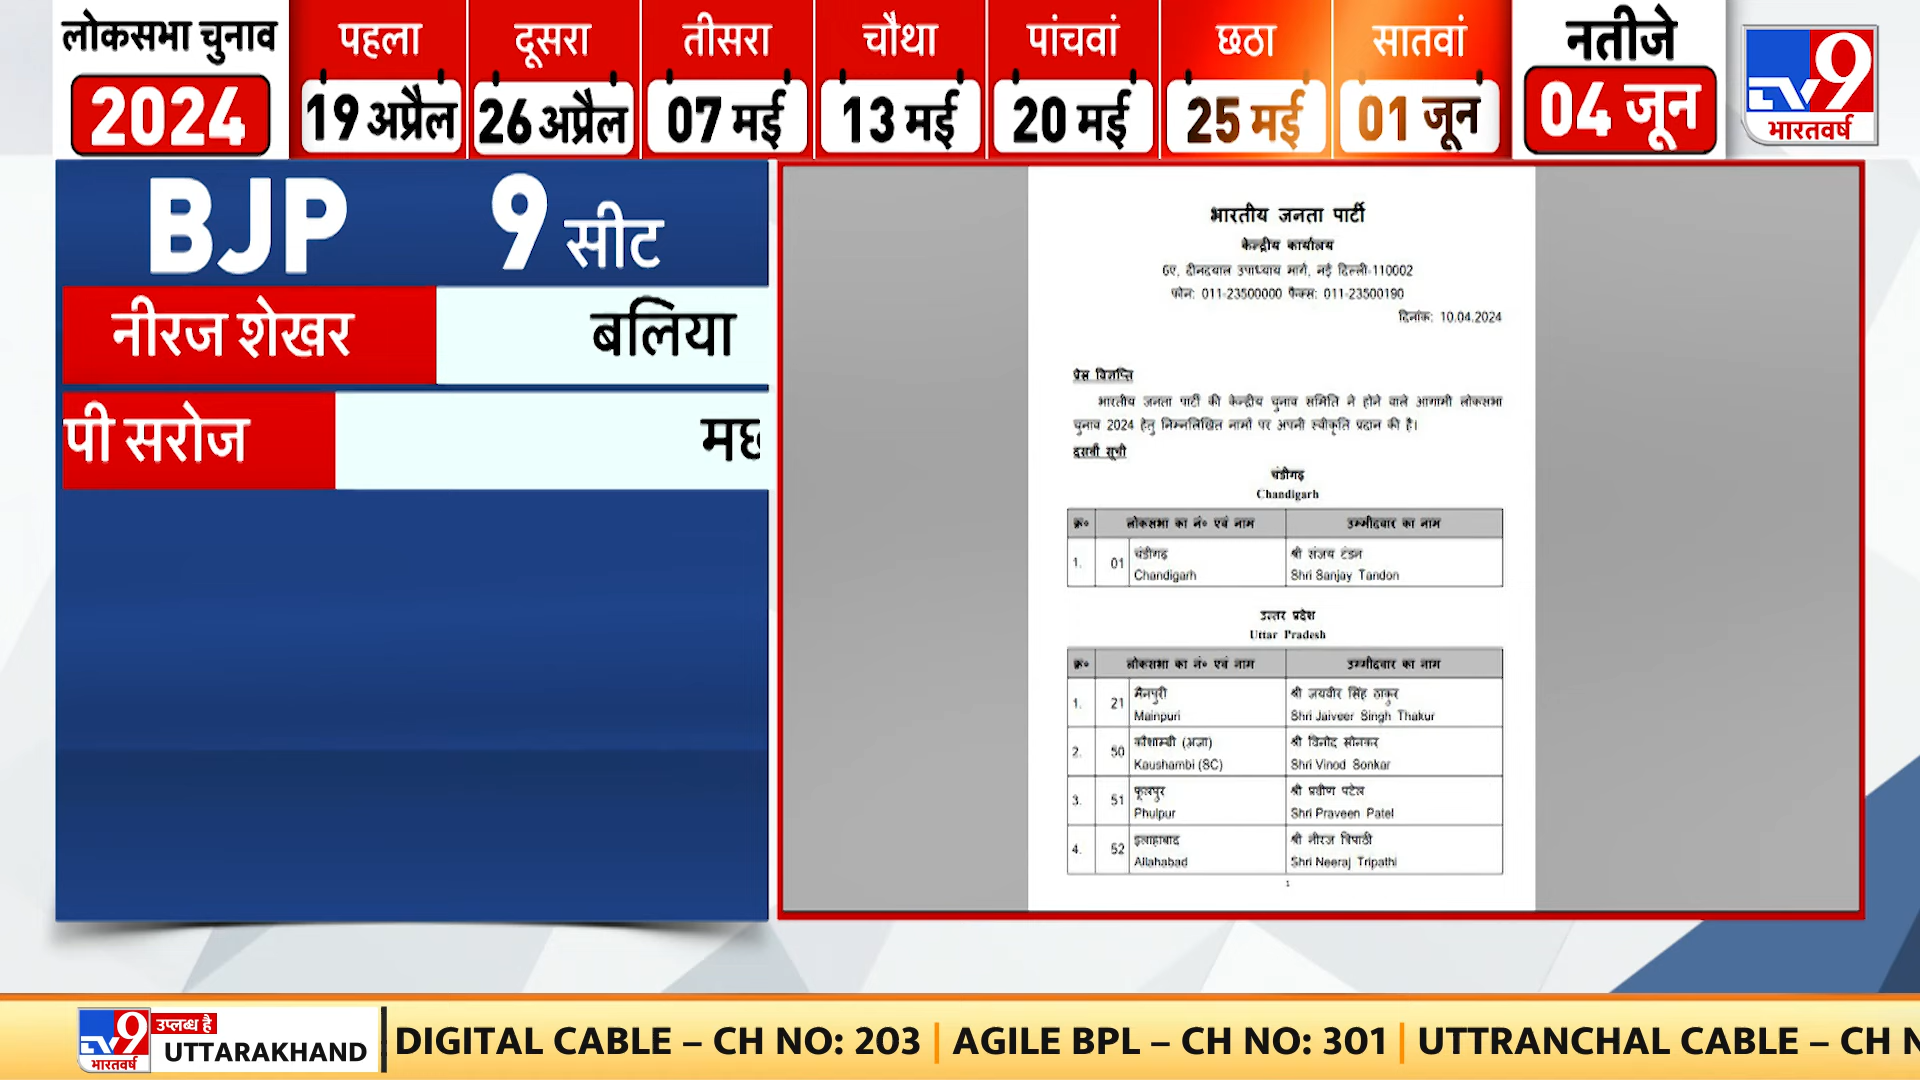 लोकसभा चुनाव
2024
पहला
19 अप्रैल
दूसरा
26 अप्रैल
तीसरा
07 मई
चौथा
13 मई
पांचवां
20 मई
छठा
25 मई
सातवां
01 जून
नतीजे
04 जून
TV9
भारतवर्ष
BJP 9 सीट
नीरज शेखर बलिया
पी सरोज मछ
भारतीय जनता पार्टी
केन्द्रीय कार्यालय
6ए, दीनदयाल उपाध्याय मार्ग, नई दिल्ली-110002
फोन: 011-23500000 फैक्स: 011-23500190
दिनांक: 10.04.2024
प्रेस विज्ञप्ति
भारतीय जनता पार्टी की केन्द्रीय चुनाव समिति ने होने वाले आगामी लोकसभा
चुनाव 2024 हेतु निम्नलिखित नामों पर अपनी स्वीकृति प्रदान की है।
दसवीं सूची
चंडीगढ़
Chandigarh
क्र० लोकसभा का नं० एवं नाम उम्मीदवार का नाम
1. 01 चंडीगढ़ श्री संजय टंडन
Chandigarh Shri Sanjay Tandon
उत्तर प्रदेश
Uttar Pradesh
क्र० लोकसभा का नं० एवं नाम उम्मीदवार का नाम
1. 21 मैनपुरी श्री जयवीर सिंह ठाकुर
Mainpuri Shri Jaiveer Singh Thakur
2. 50 कौशाम्बी (अजा) श्री विनोद सोनकर
Kaushambi (SC) Shri Vinod Sonkar
3. 51 फूलपुर श्री प्रवीण पटेल
Phulpur Shri Praveen Patel
4. 52 इलाहाबाद श्री नीरज त्रिपाठी
Allahabad Shri Neeraj Tripathi
1
TV9 भारतवर्ष उप्लब्ध है
UTTARAKHAND
DIGITAL CABLE – CH NO: 203 | AGILE BPL – CH NO: 301 | UTTRANCHAL CABLE – CH N